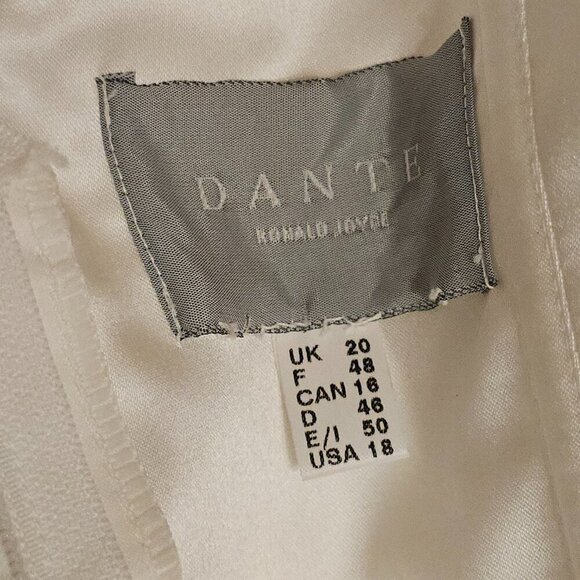 DANTE
RONALD JOYCE
UK 20
F 48
CAN 16
D 46
E/I 50
USA 18